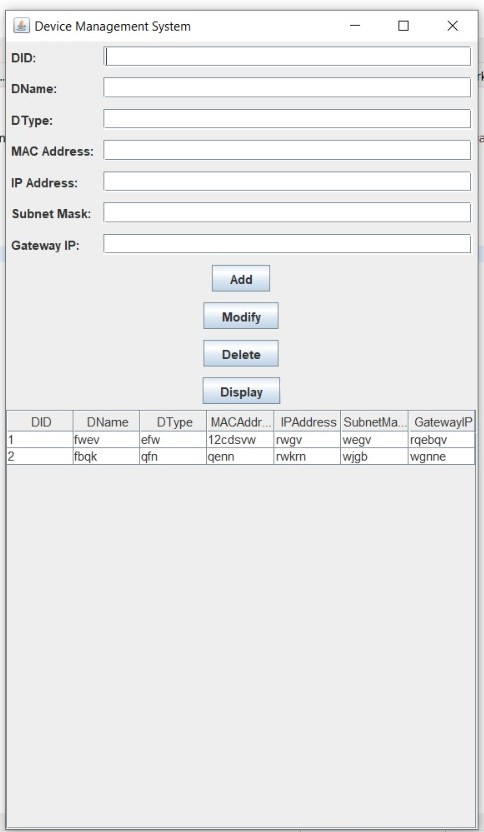 Device Management System
DID:
DName:
DType:
MAC Address:
IP Address:
Subnet Mask:
Gateway IP:
Add
Modify
Delete
Display
DID DName DType MACAddr... IPAddress SubnetMa... GatewayIP
1 fwev efw 12cdsvw rwgv wegv rqebqv
2 fbqk qfn qenn rwkrn wjgb wgnne